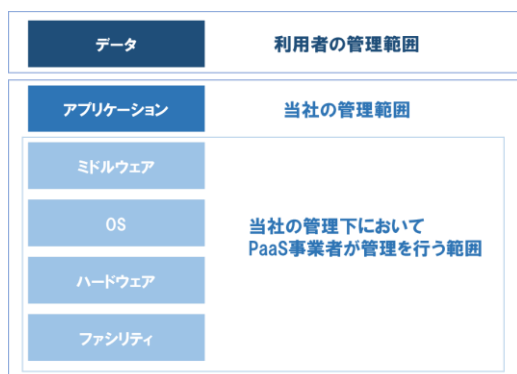 データ
利用者の管理範囲
アプリケーション
当社の管理範囲
ミドルウェア
OS
当社の管理下において
PaaS事業者が管理を行う範囲
ハードウェア
ファシリティ